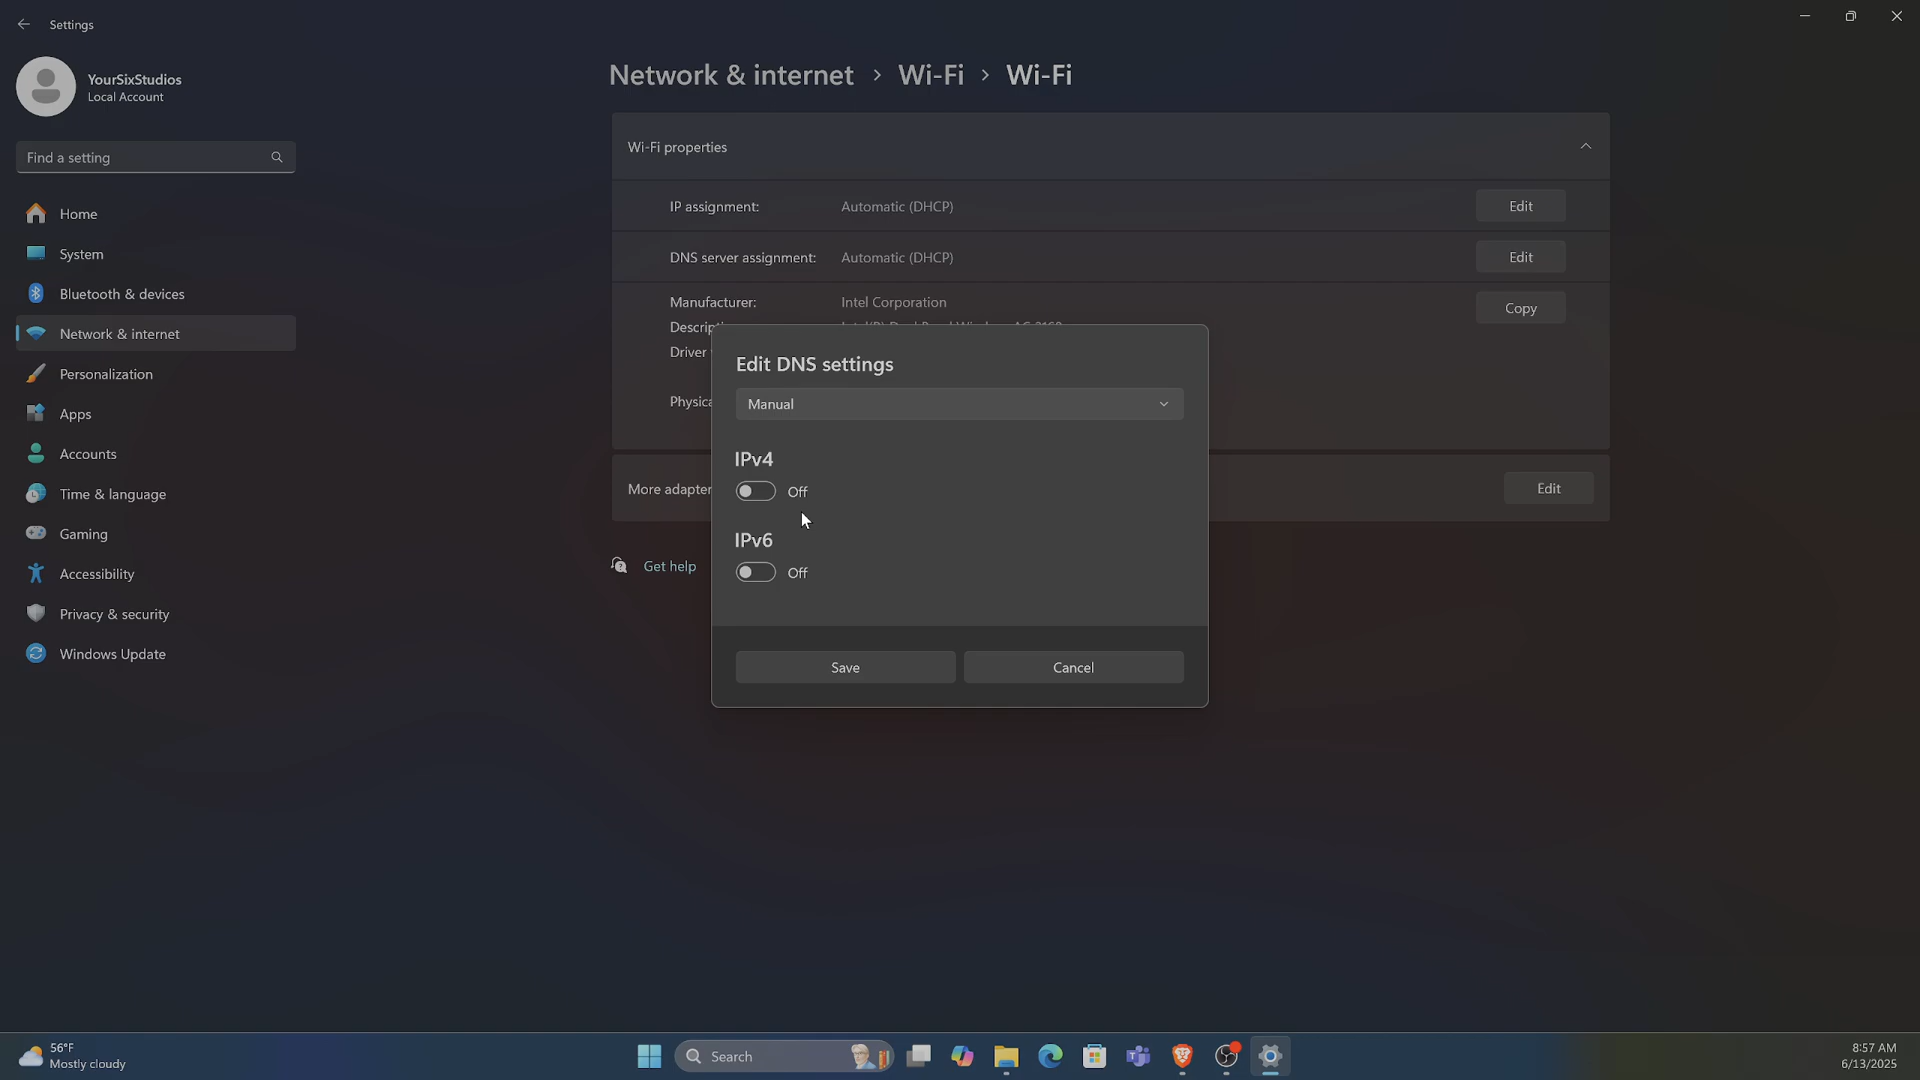 Settings
YourSixStudios
Local Account
Find a setting
Home
System
Bluetooth & devices
Network & internet
Personalization
Apps
Accounts
Time & language
Gaming
Accessibility
Privacy & security
Windows Update
Network & internet > Wi-Fi > Wi-Fi
Wi-Fi properties
IP assignment: Automatic (DHCP) Edit
DNS server assignment: Automatic (DHCP) Edit
Manufacturer: Intel Corporation Copy
Driver
More adapter Edit
Get help
Edit DNS settings
Manual
IPv4
Off
IPv6
Off
Save Cancel
56°F
Mostly cloudy
Search
8:57 AM
6/13/2025